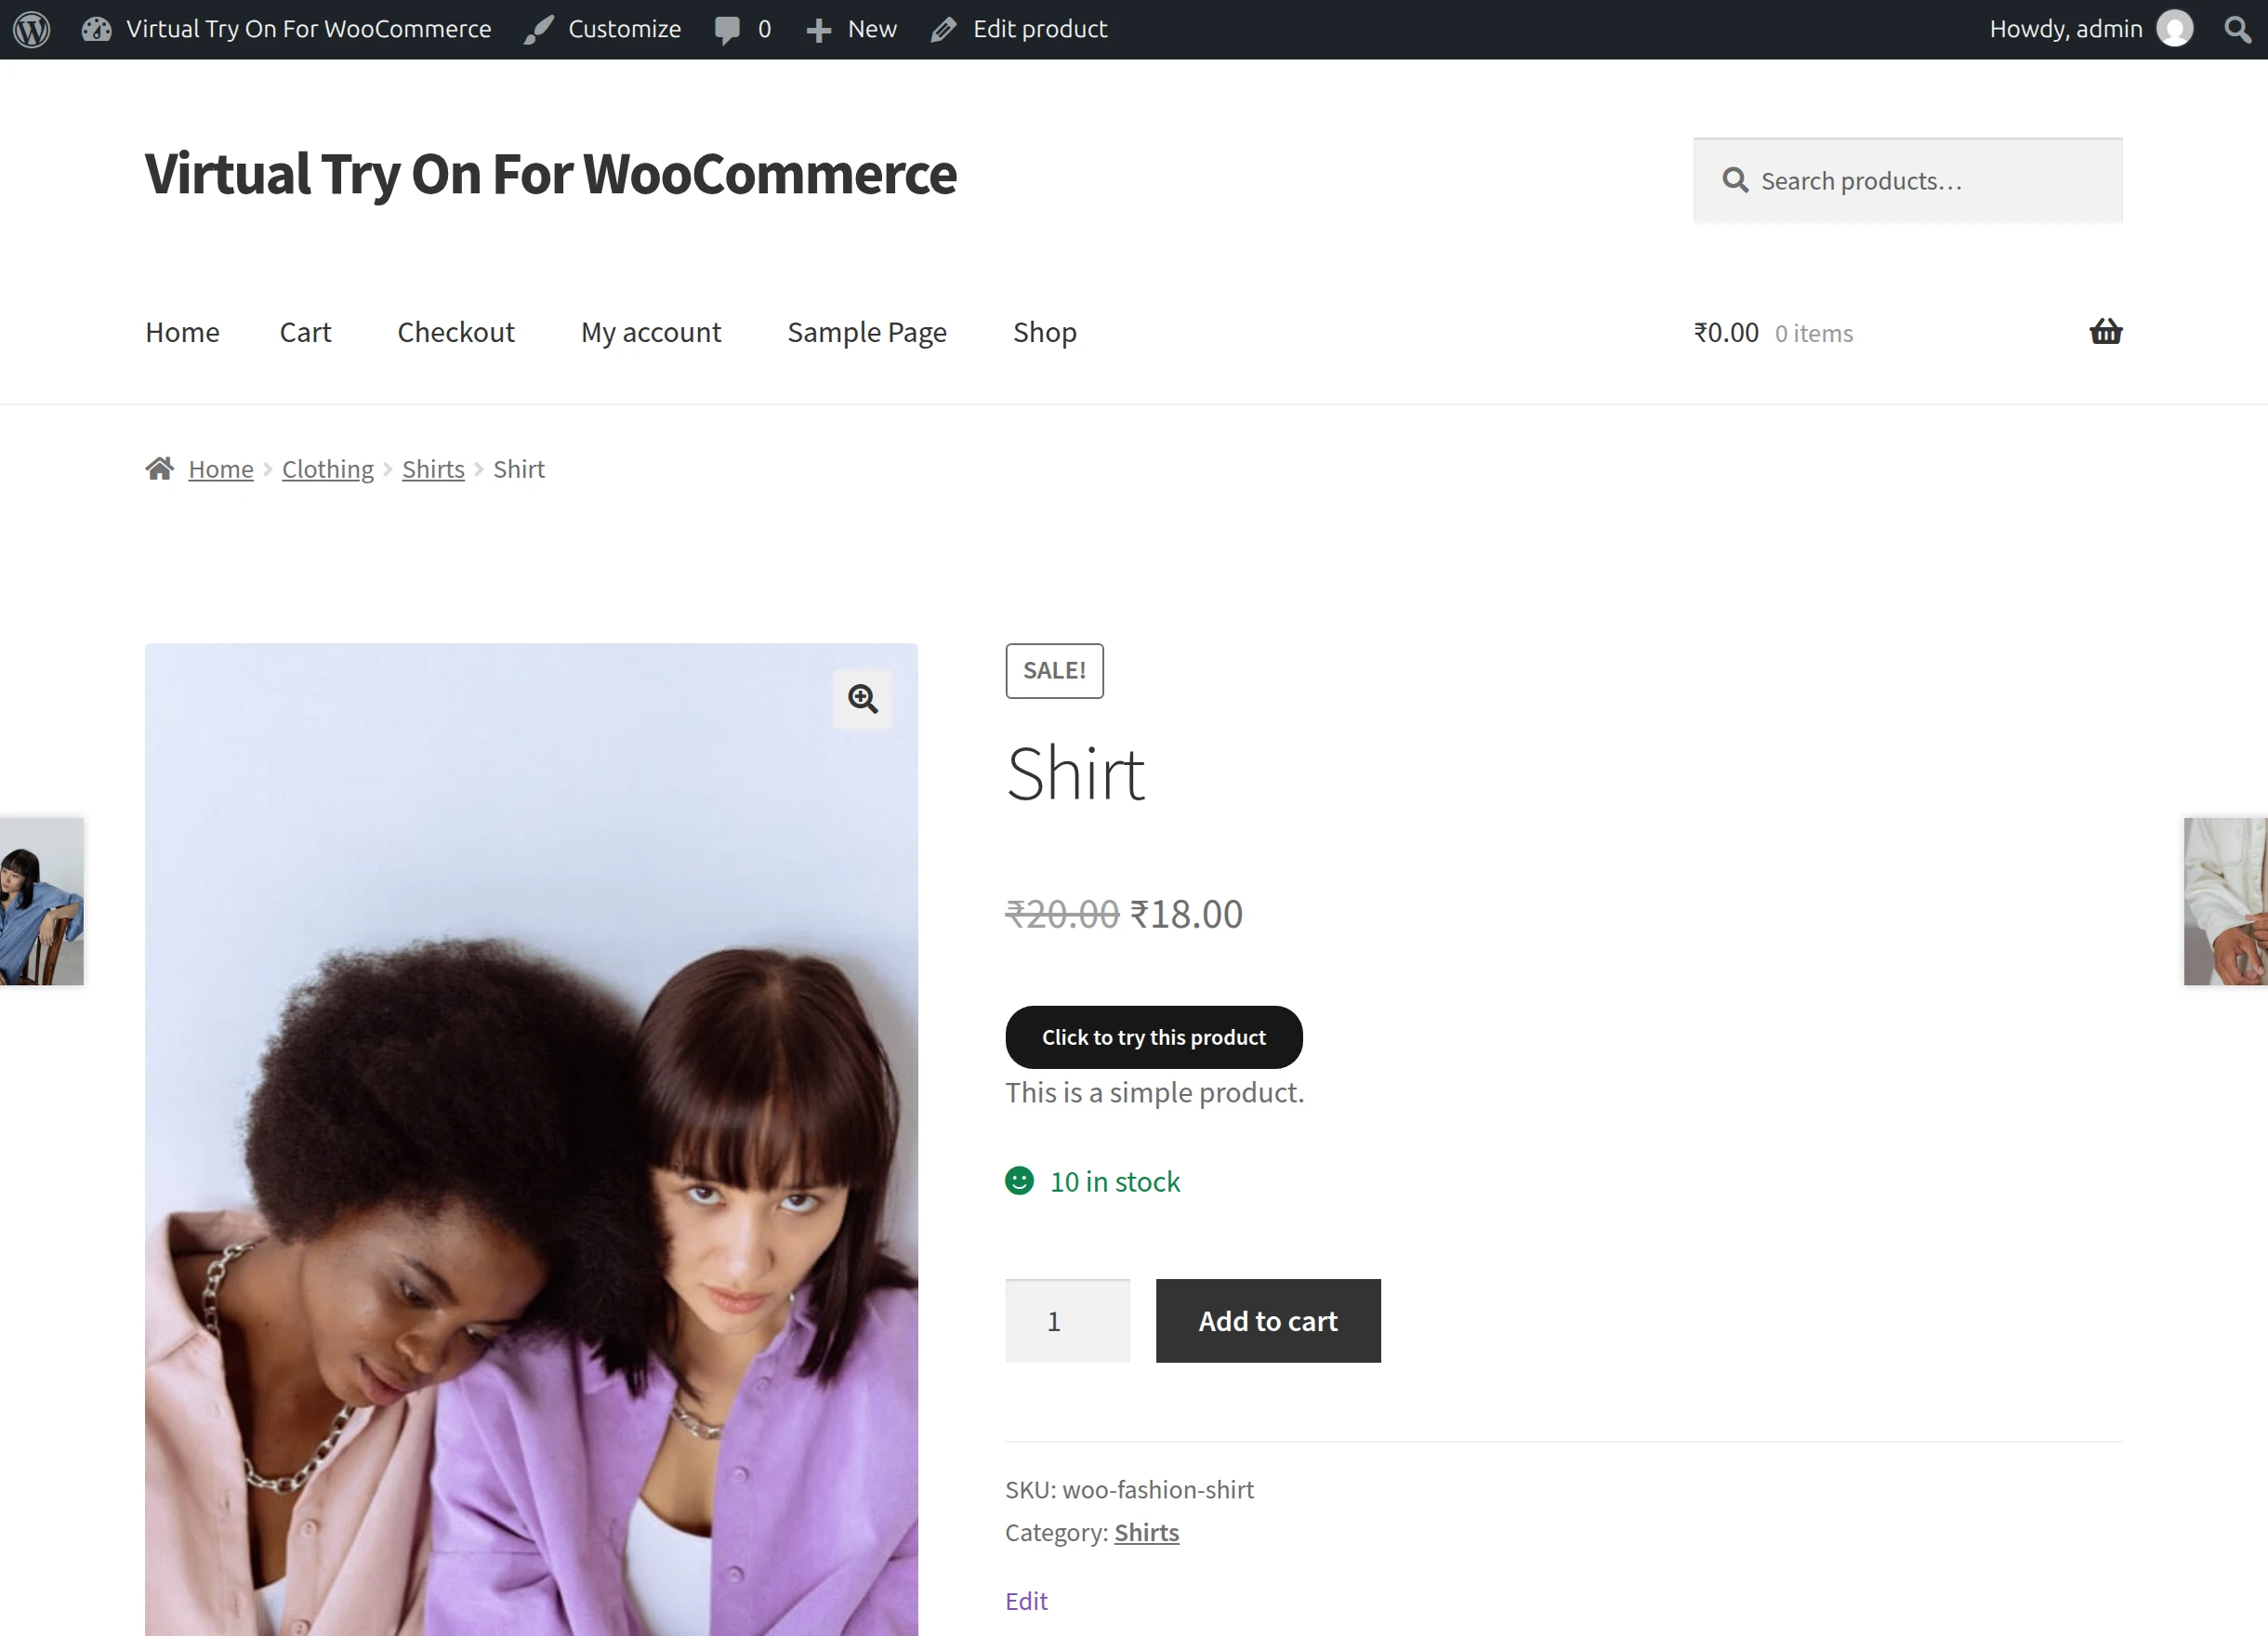 Virtual Try On For WooCommerce Customize 0 New Edit product Howdy, admin
Virtual Try On For WooCommerce
Search products…
Home Cart Checkout My account Sample Page Shop ₹0.00 0 items
Home Clothing Shirts Shirt
SALE!
Shirt
₹20.00 ₹18.00
Click to try this product
This is a simple product.
10 in stock
1 Add to cart
SKU: woo-fashion-shirt
Category: Shirts
Edit